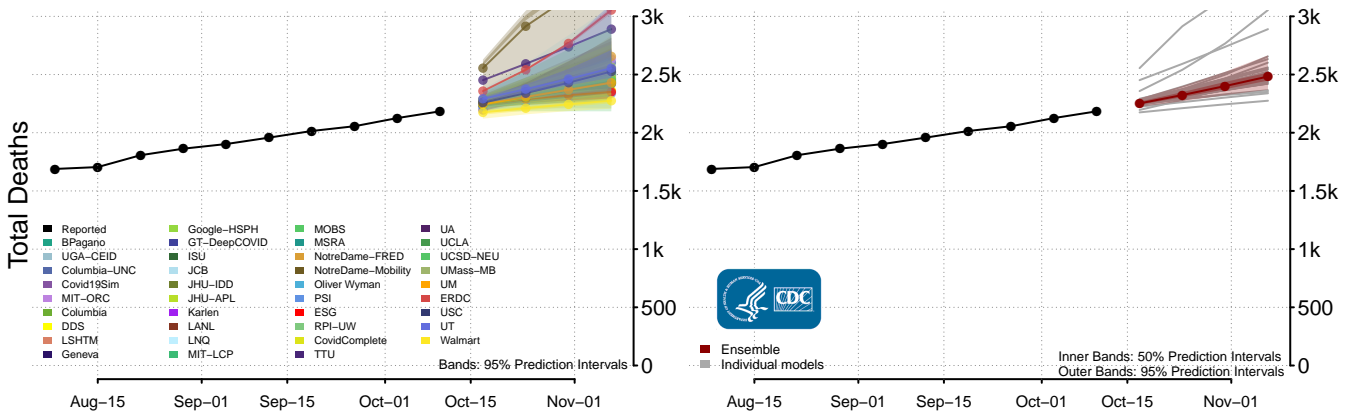 Total Deaths
3k
2.5k
2k
1.5k
1k
500
0
Reported
BPagano
UGA−CEID
Columbia−UNC
Covid19Sim
MIT−ORC
Columbia
DDS
LSHTM
Geneva
Google−HSPH
GT−DeepCOVID
ISU
JCB
JHU−IDD
JHU−APL
Karlen
LANL
LNQ
MIT−LCP
MOBS
MSRA
NotreDame−FRED
NotreDame−Mobility
Oliver Wyman
PSI
ESG
RPI−UW
CovidComplete
TTU
UA
UCLA
UCSD−NEU
UMass−MB
UM
ERDC
USC
UT
Walmart
Bands: 95% Prediction Intervals
Aug−15 Sep−01 Sep−15 Oct−01 Oct−15 Nov−01
3k
2.5k
2k
1.5k
1k
500
0
CDC
Ensemble
Individual models
Inner Bands: 50% Prediction Intervals
Outer Bands: 95% Prediction Intervals
Aug−15 Sep−01 Sep−15 Oct−01 Oct−15 Nov−01